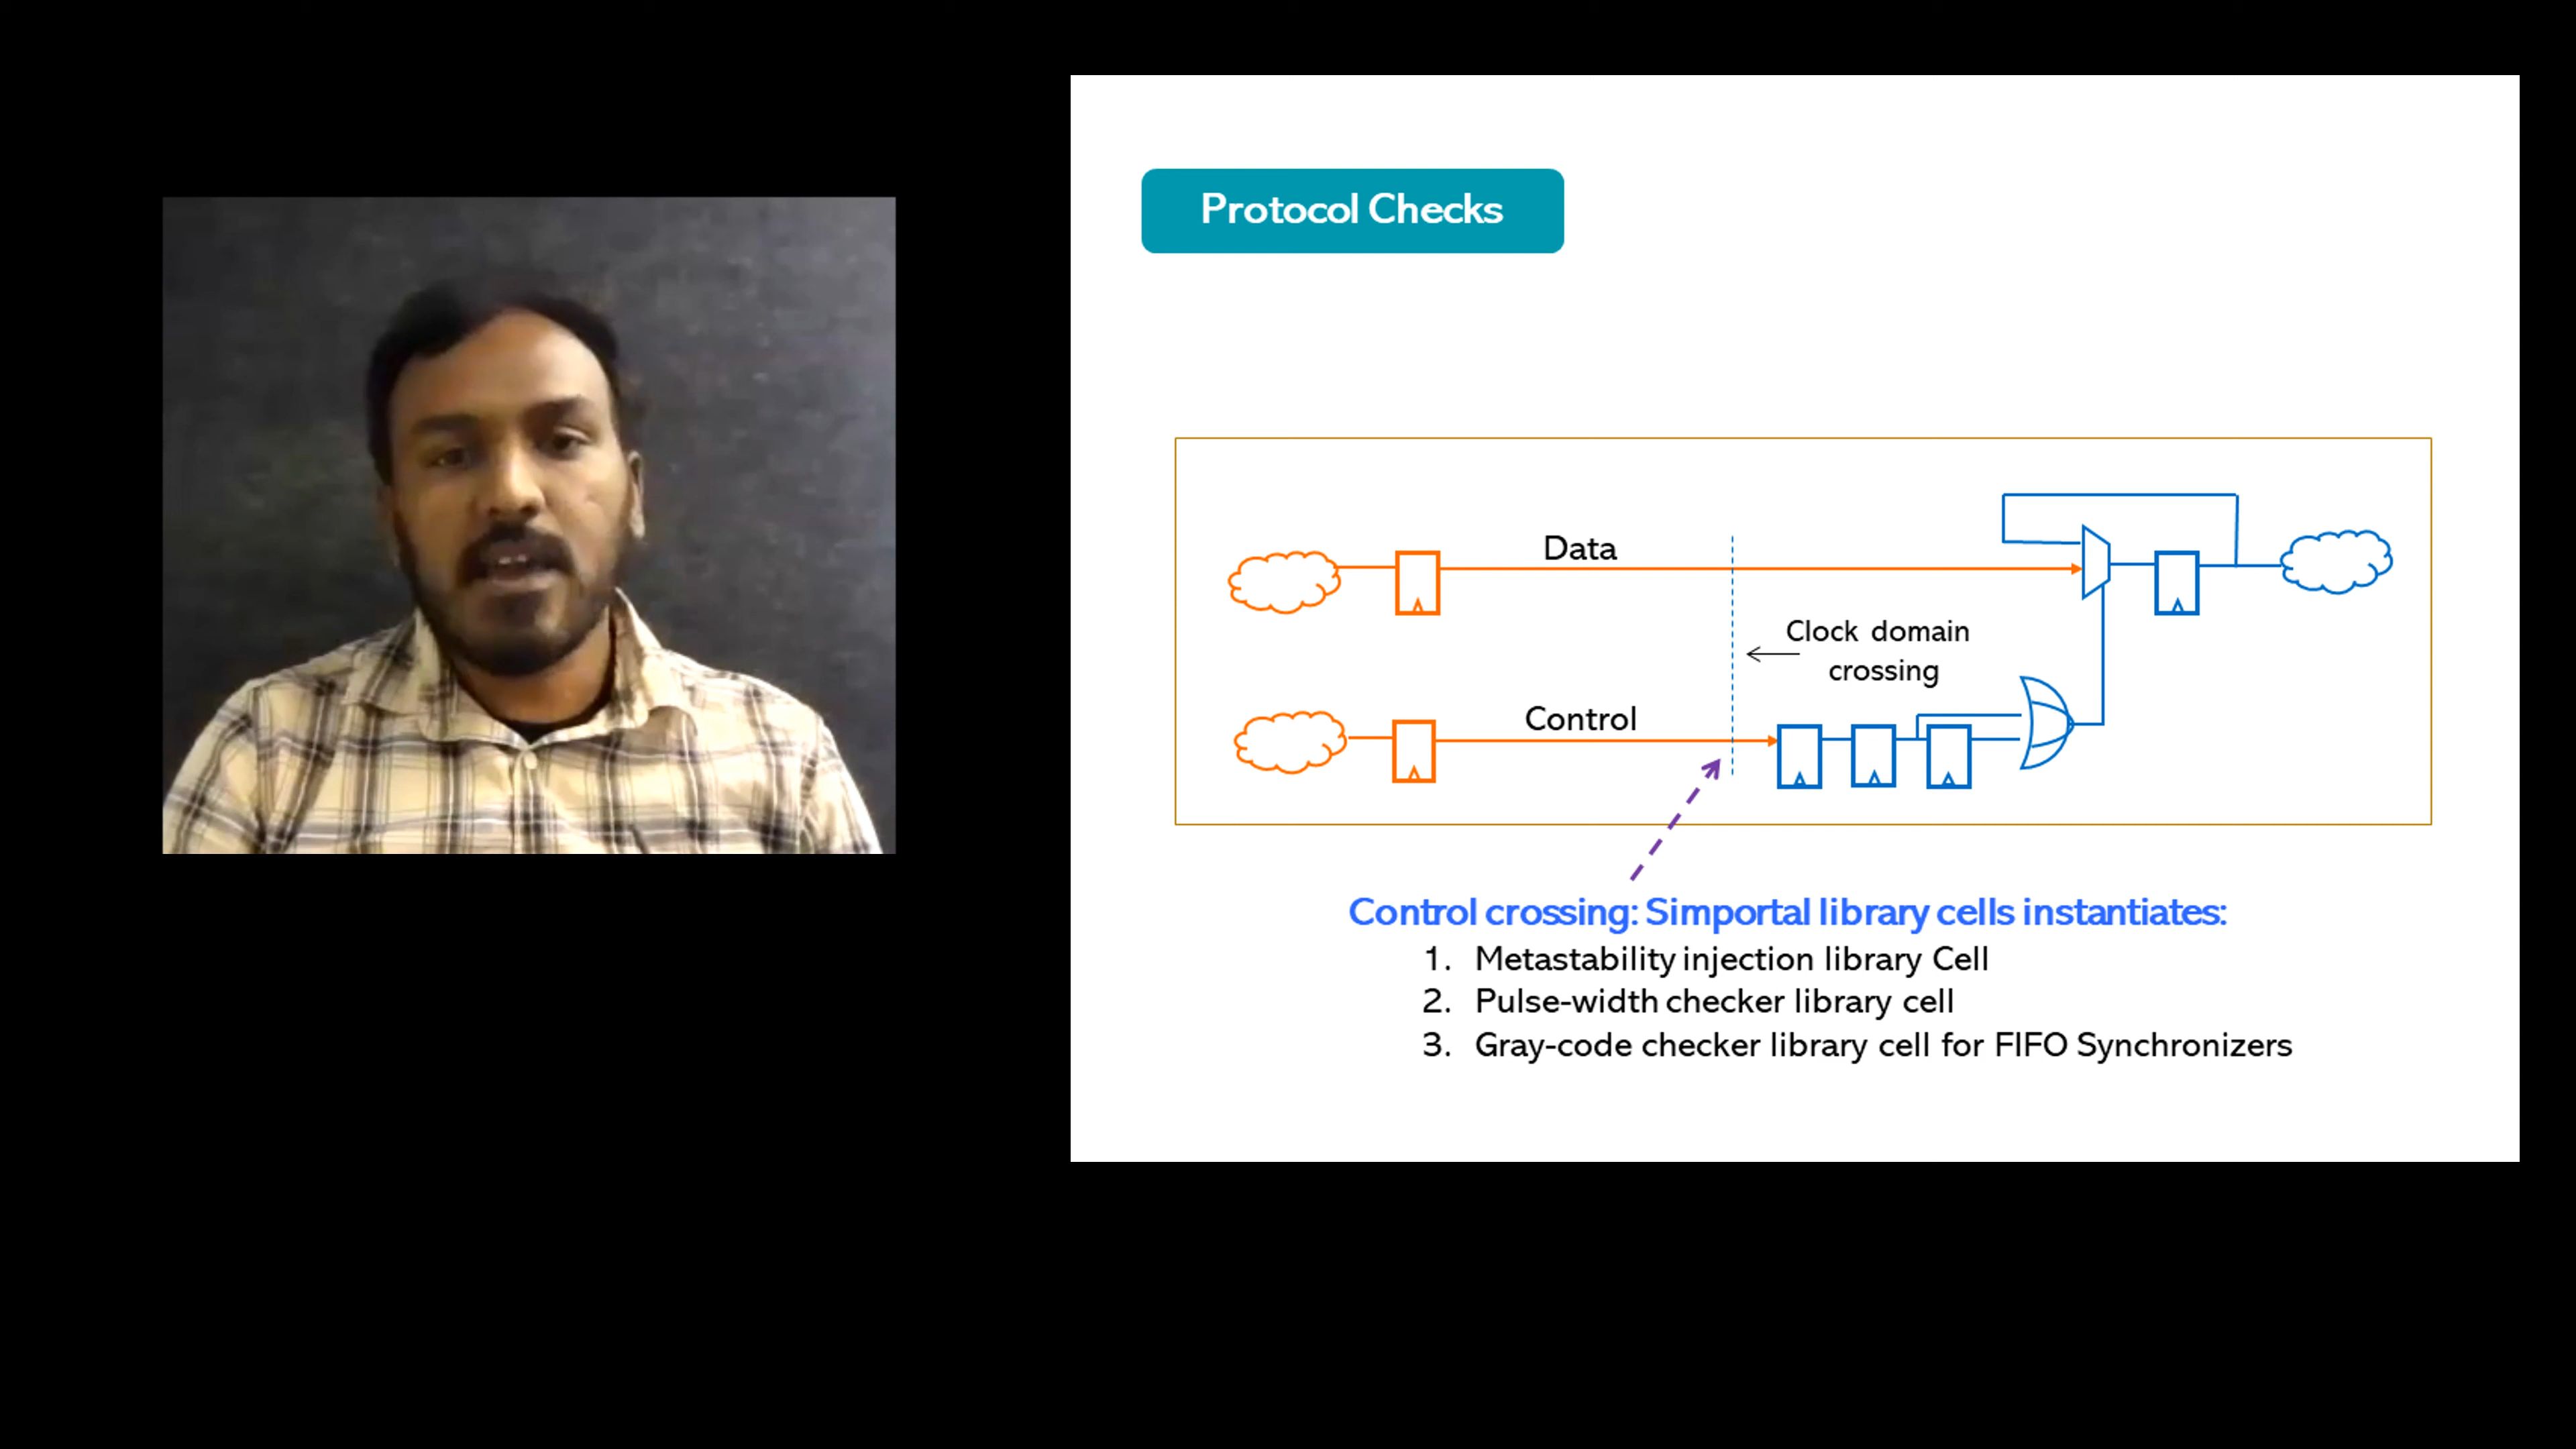 Protocol Checks
Data
Clock domain
crossing
Control
Control crossing: Simportal library cells instantiates:
1. Metastability injection library Cell
2. Pulse-width checker library cell
3. Gray-code checker library cell for FIFO Synchronizers